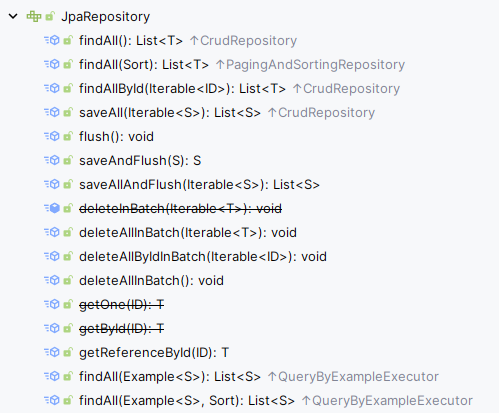 JpaRepository
findAll(): List<T> ↑CrudRepository
findAll(Sort): List<T> ↑PagingAndSortingRepository
findAllById(Iterable<ID>): List<T> ↑CrudRepository
saveAll(Iterable<S>): List<S> ↑CrudRepository
flush(): void
saveAndFlush(S): S
saveAllAndFlush(Iterable<S>): List<S>
deleteInBatch(Iterable<T>): void
deleteAllInBatch(Iterable<T>): void
deleteAllByIdInBatch(Iterable<ID>): void
deleteAllInBatch(): void
getOne(ID): T
getById(ID): T
getReferenceById(ID): T
findAll(Example<S>): List<S> ↑QueryByExampleExecutor
findAll(Example<S>, Sort): List<S> ↑QueryByExampleExecutor